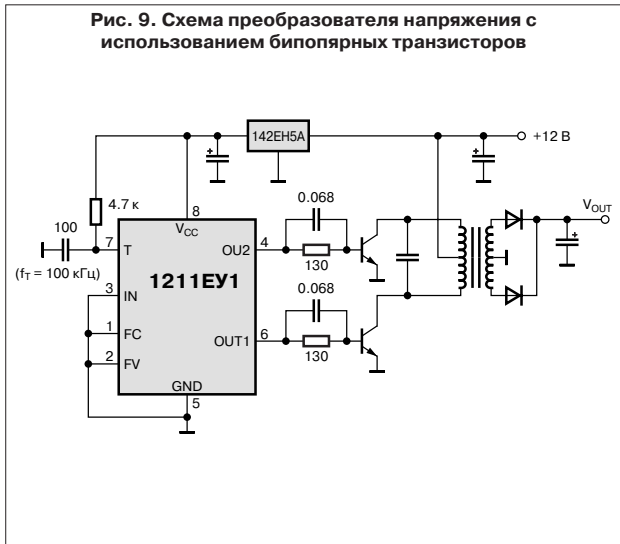 Рис. 9. Схема преобразователя напряжения с
использованием бипопярных транзисторов
142ЕН5А
+12 В
4.7 к
100
(fT = 100 кГц)
8
VCC
7
T
3
IN
1
FC
2
FV
1211ЕУ1
OU2
4
OUT1
6
GND
5
0.068
130
0.068
130
VOUT